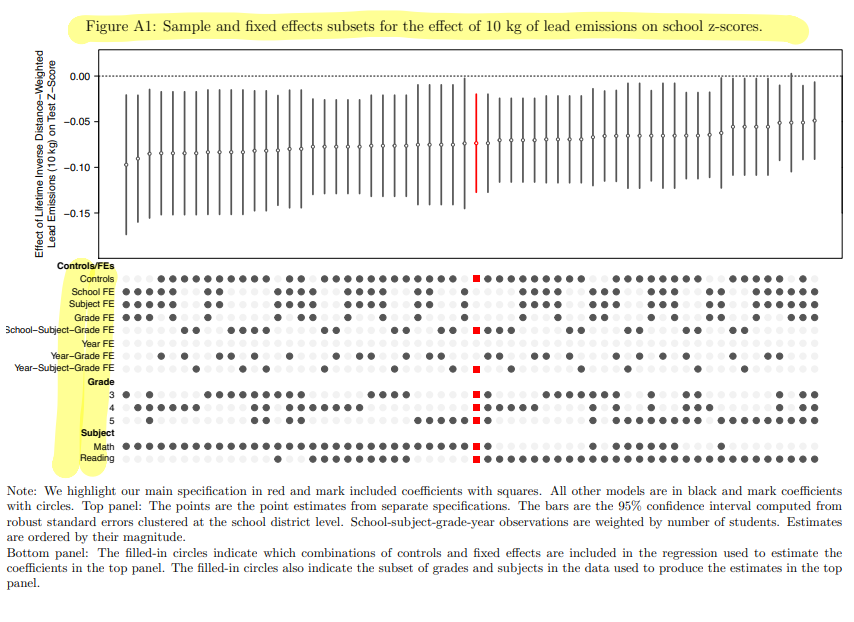 Figure A1: Sample and fixed effects subsets for the effect of 10 kg of lead emissions on school z-scores.
Effect of Lifetime Inverse Distance−Weighted
Lead Emissions (10 kg) on Test Z−Score
0.00
−0.05
−0.10
−0.15
Controls/FEs
Controls
School FE
Subject FE
Grade FE
School−Subject−Grade FE
Year FE
Year−Grade FE
Year−Subject−Grade FE
Grade
3
4
5
Subject
Math
Reading
Note: We highlight our main specification in red and mark included coefficients with squares. All other models are in black and mark coefficients
with circles. Top panel: The points are the point estimates from separate specifications. The bars are the 95% confidence interval computed from
robust standard errors clustered at the school district level. School-subject-grade-year observations are weighted by number of students. Estimates
are ordered by their magnitude.
Bottom panel: The filled-in circles indicate which combinations of controls and fixed effects are included in the regression used to estimate the
coefficients in the top panel. The filled-in circles also indicate the subset of grades and subjects in the data used to produce the estimates in the top
panel.